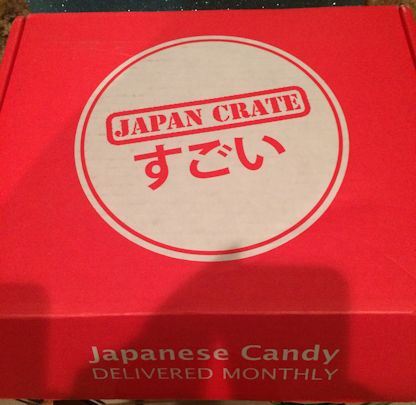 JAPAN CRATE
すごい
Japanese Candy
DELIVERED MONTHLY